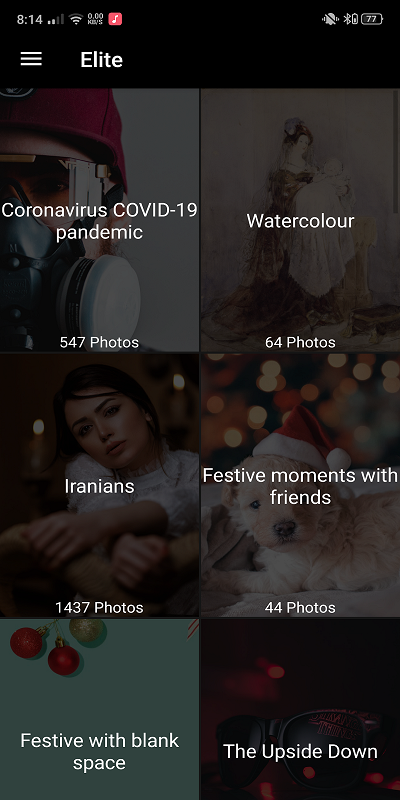 8:14 0.00 KB/S 77
Elite
Coronavirus COVID-19
pandemic
547 Photos
Watercolour
64 Photos
Iranians
1437 Photos
Festive moments with
friends
44 Photos
Festive with blank
space
The Upside Down